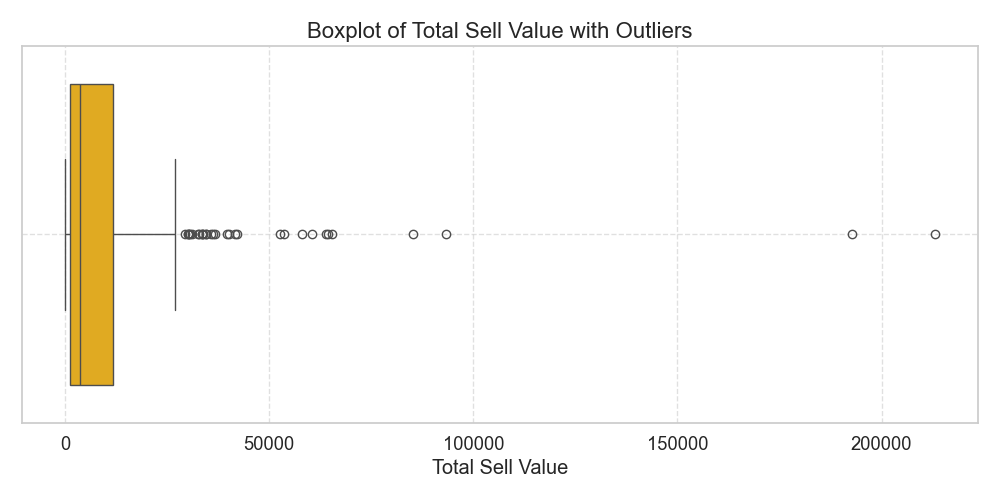 Boxplot of Total Sell Value with Outliers
0 50000 100000 150000 200000
Total Sell Value